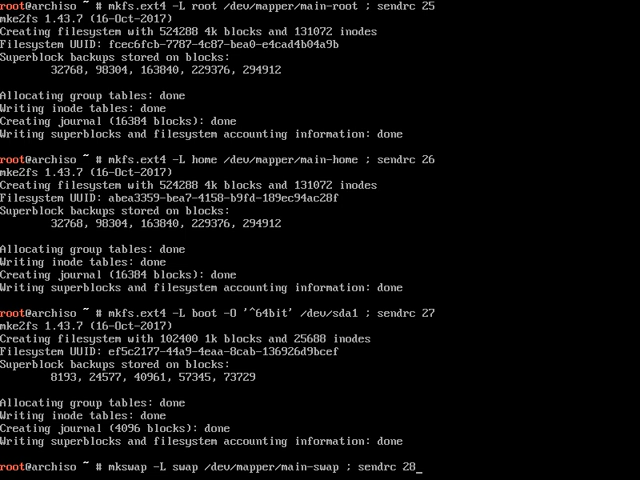 root@archiso ~ # mkfs.ext4 -L root /dev/mapper/main-root ; sendrc 25
mke2fs 1.43.7 (16-Oct-2017)
Creating filesystem with 524288 4k blocks and 131072 inodes
Filesystem UUID: fcec6fcb-7787-4c87-bea0-e4cad4b04a9b
Superblock backups stored on blocks:
        32768, 98304, 163840, 229376, 294912

Allocating group tables: done
Writing inode tables: done
Creating journal (16384 blocks): done
Writing superblocks and filesystem accounting information: done

root@archiso ~ # mkfs.ext4 -L home /dev/mapper/main-home ; sendrc 26
mke2fs 1.43.7 (16-Oct-2017)
Creating filesystem with 524288 4k blocks and 131072 inodes
Filesystem UUID: abea3359-bea7-4158-b9fd-189ec94ac28f
Superblock backups stored on blocks:
        32768, 98304, 163840, 229376, 294912

Allocating group tables: done
Writing inode tables: done
Creating journal (16384 blocks): done
Writing superblocks and filesystem accounting information: done

root@archiso ~ # mkfs.ext4 -L boot -O '^64bit' /dev/sda1 ; sendrc 27
mke2fs 1.43.7 (16-Oct-2017)
Creating filesystem with 102400 1k blocks and 25688 inodes
Filesystem UUID: ef5c2177-44a9-4eaa-8cab-136926d9bcef
Superblock backups stored on blocks:
        8193, 24577, 40961, 57345, 73729

Allocating group tables: done
Writing inode tables: done
Creating journal (4096 blocks): done
Writing superblocks and filesystem accounting information: done

root@archiso ~ # mkswap -L swap /dev/mapper/main-swap ; sendrc 28_